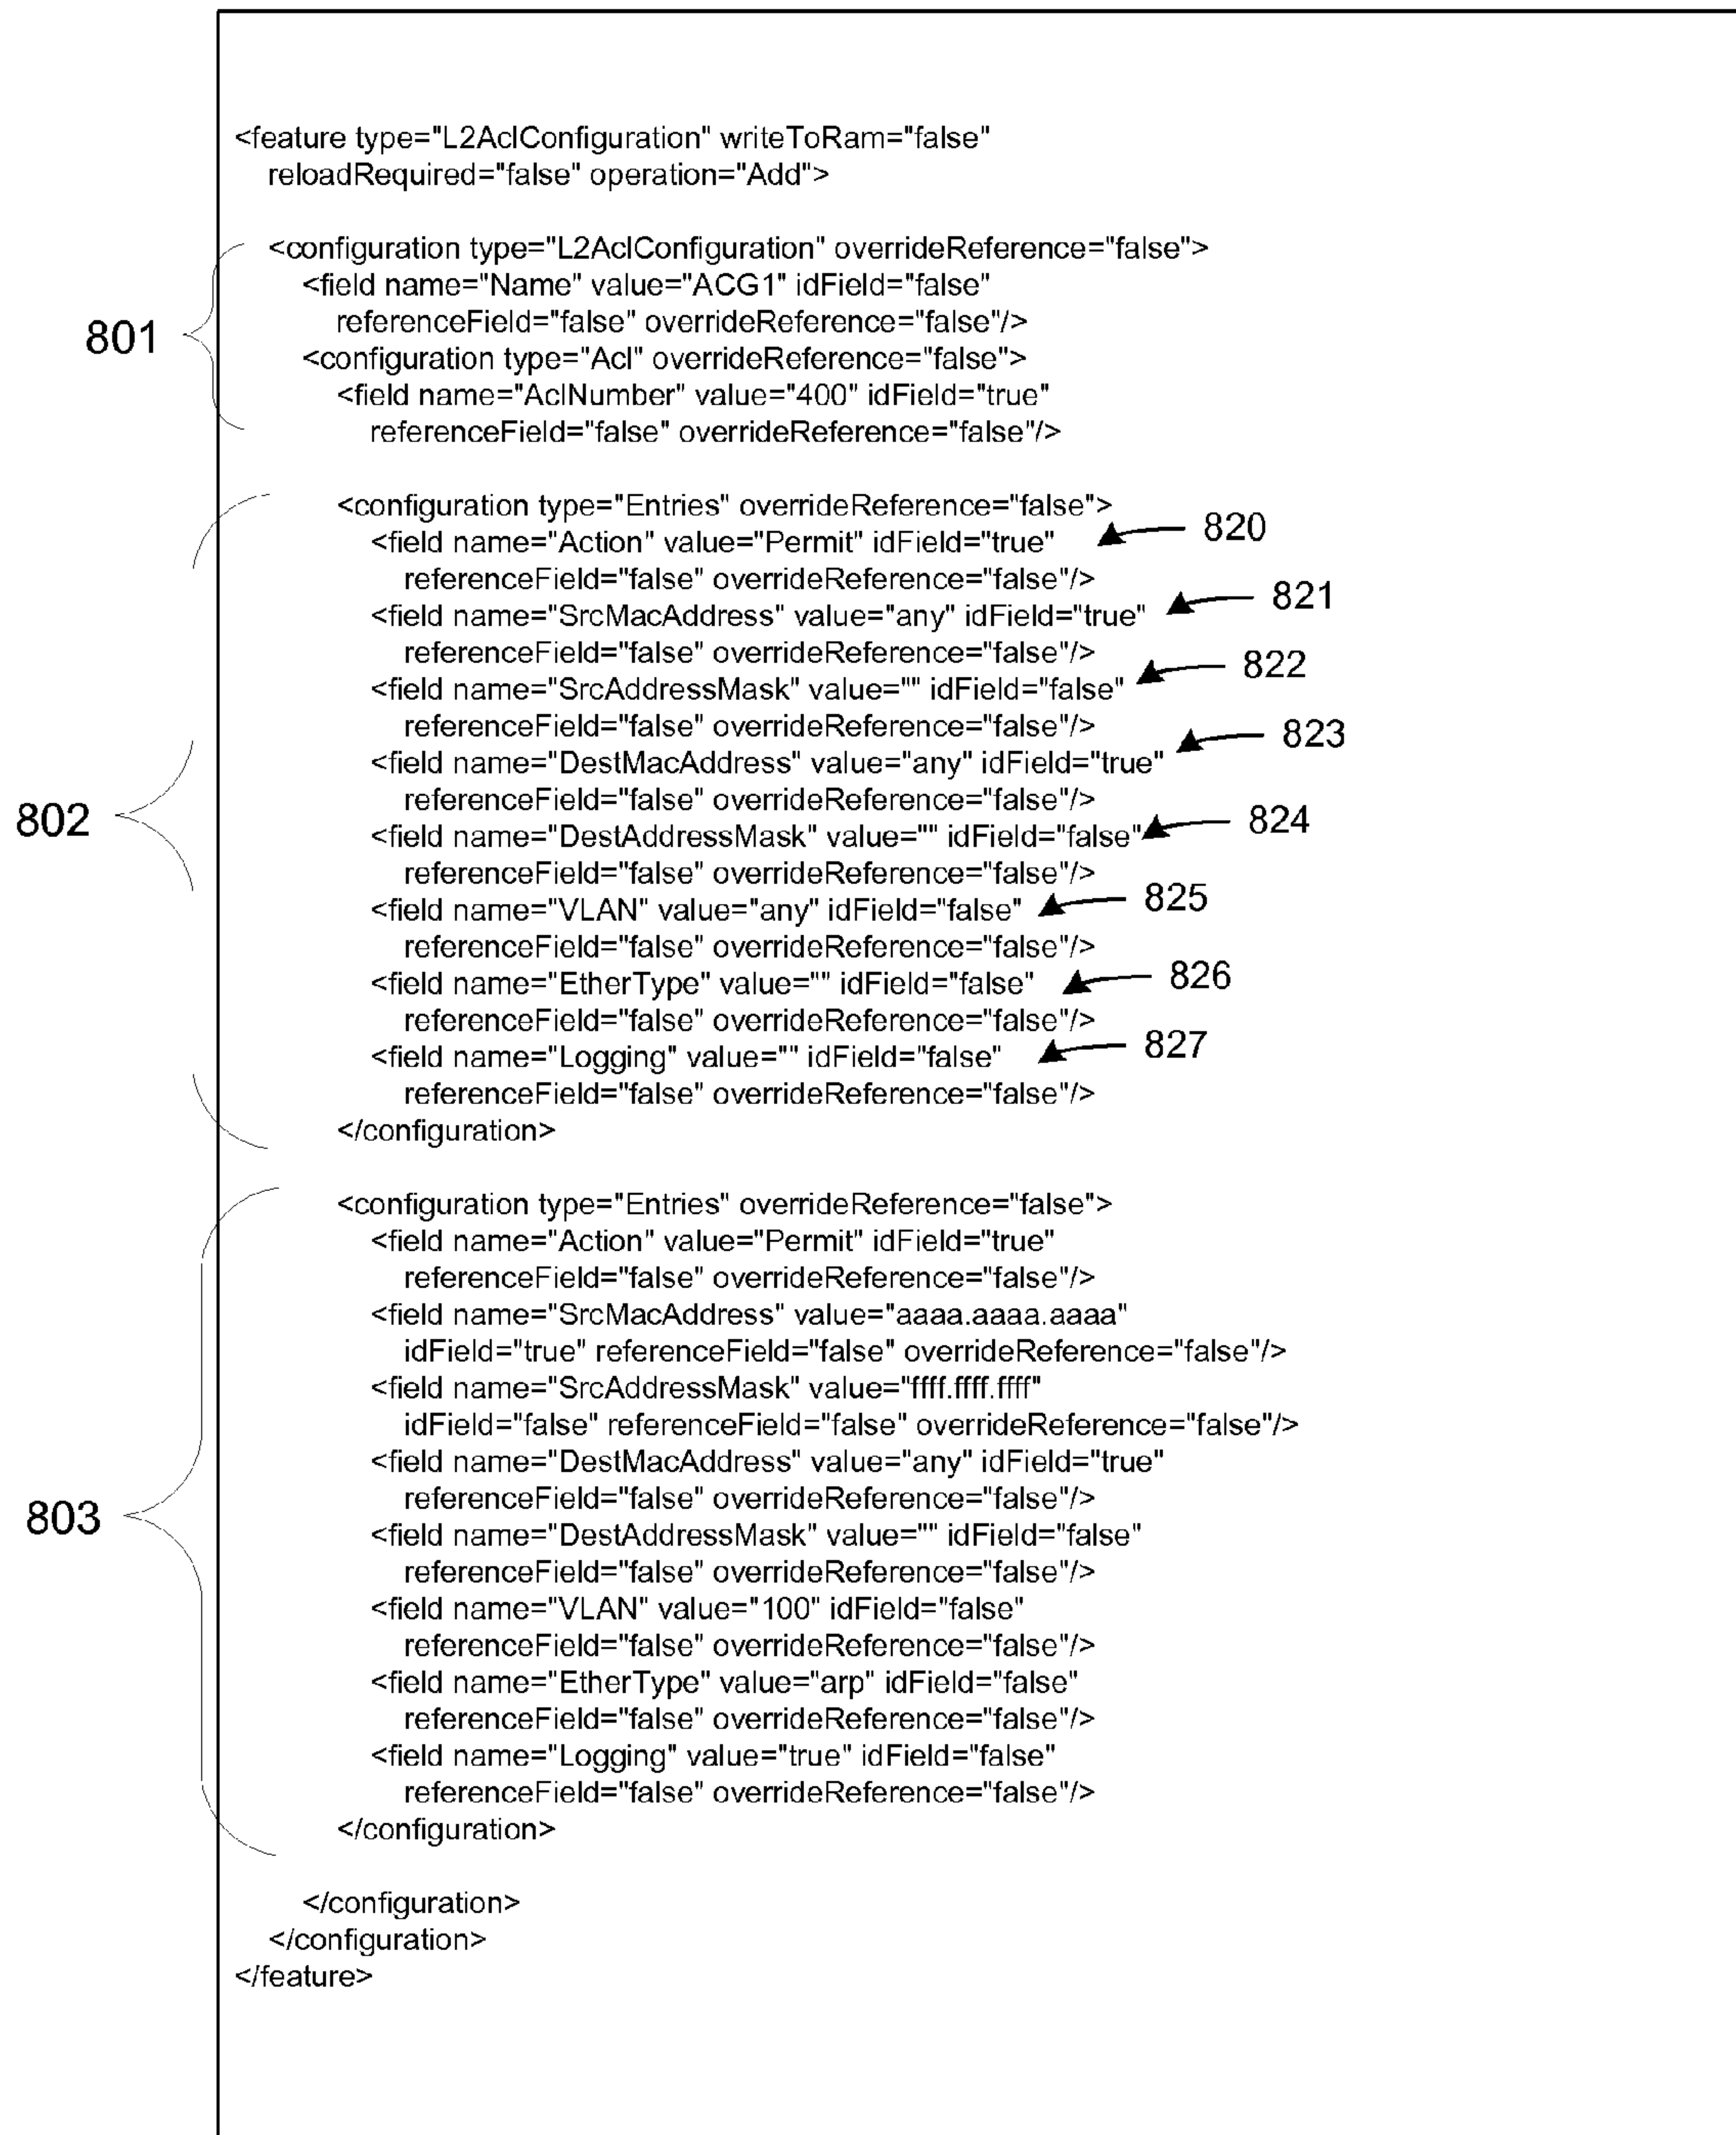 <feature type="L2AclConfiguration" writeToRam="false"
reloadRequired="false" operation="Add">
<configuration type="L2AclConfiguration" overrideReference="false">
<field name="Name" value="ACG1" idField="false"
referenceField="false" overrideReference="false"/>
801
<configuration type="Acl" overrideReference="false">
<field name="AclNumber" value="400" idField="true"
referenceField="false" overrideReference="false"/>
<configuration type="Entries" overrideReference="false">
<field name="Action" value="Permit" idField="true"
820
referenceField="false" overrideReference="false"/>
<field name="SrcMacAddress" value="any" idField="true"
821
referenceField="false" overrideReference="false"/>
<field name="SrcAddressMask" value="" idField="false"
822
referenceField="false" overrideReference="false"/>
<field name="DestMacAddress" value="any" idField="true"
823
referenceField="false" overrideReference="false"/>
802
<field name="DestAddressMask" value="" idField="false"
824
referenceField="false" overrideReference="false"/>
<field name="VLAN" value="any" idField="false"
825
referenceField="false" overrideReference="false"/>
<field name="EtherType" value="" idField="false"
826
referenceField="false" overrideReference="false"/>
<field name="Logging" value="" idField="false"
827
referenceField="false" overrideReference="false"/>
</configuration>
<configuration type="Entries" overrideReference="false">
<field name="Action" value="Permit" idField="true"
referenceField="false" overrideReference="false"/>
<field name="SrcMacAddress" value="aaaa.aaaa.aaaa"
idField="true" referenceField="false" overrideReference="false"/>
<field name="SrcAddressMask" value="ffff.ffff.ffff"
idField="false" referenceField="false" overrideReference="false"/>
<field name="DestMacAddress" value="any" idField="true"
referenceField="false" overrideReference="false"/>
803
<field name="DestAddressMask" value="" idField="false"
referenceField="false" overrideReference="false"/>
<field name="VLAN" value="100" idField="false"
referenceField="false" overrideReference="false"/>
<field name="EtherType" value="arp" idField="false"
referenceField="false" overrideReference="false"/>
<field name="Logging" value="true" idField="false"
referenceField="false" overrideReference="false"/>
</configuration>
</configuration>
</configuration>
</feature>